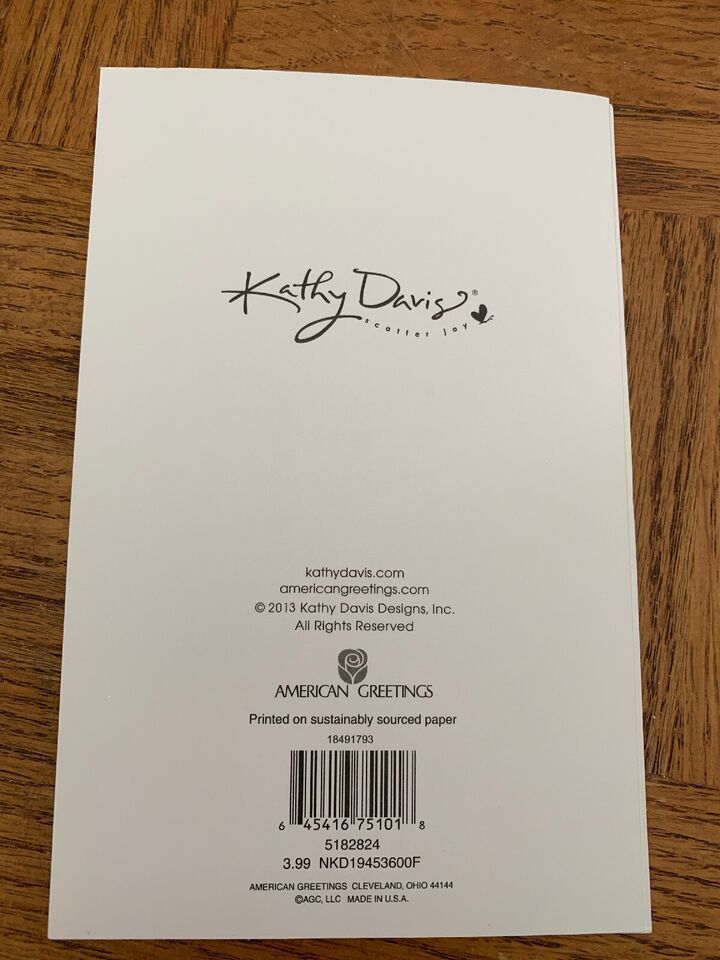 Kathy Davis®
scatter joy
kathydavis.com
americangreetings.com
© 2013 Kathy Davis Designs, Inc.
All Rights Reserved
AMERICAN GREETINGS
Printed on sustainably sourced paper
18491793
6 45416 75101 8
5182824
3.99 NKD19453600F
AMERICAN GREETINGS CLEVELAND, OHIO 44144
©AGC, LLC MADE IN U.S.A.